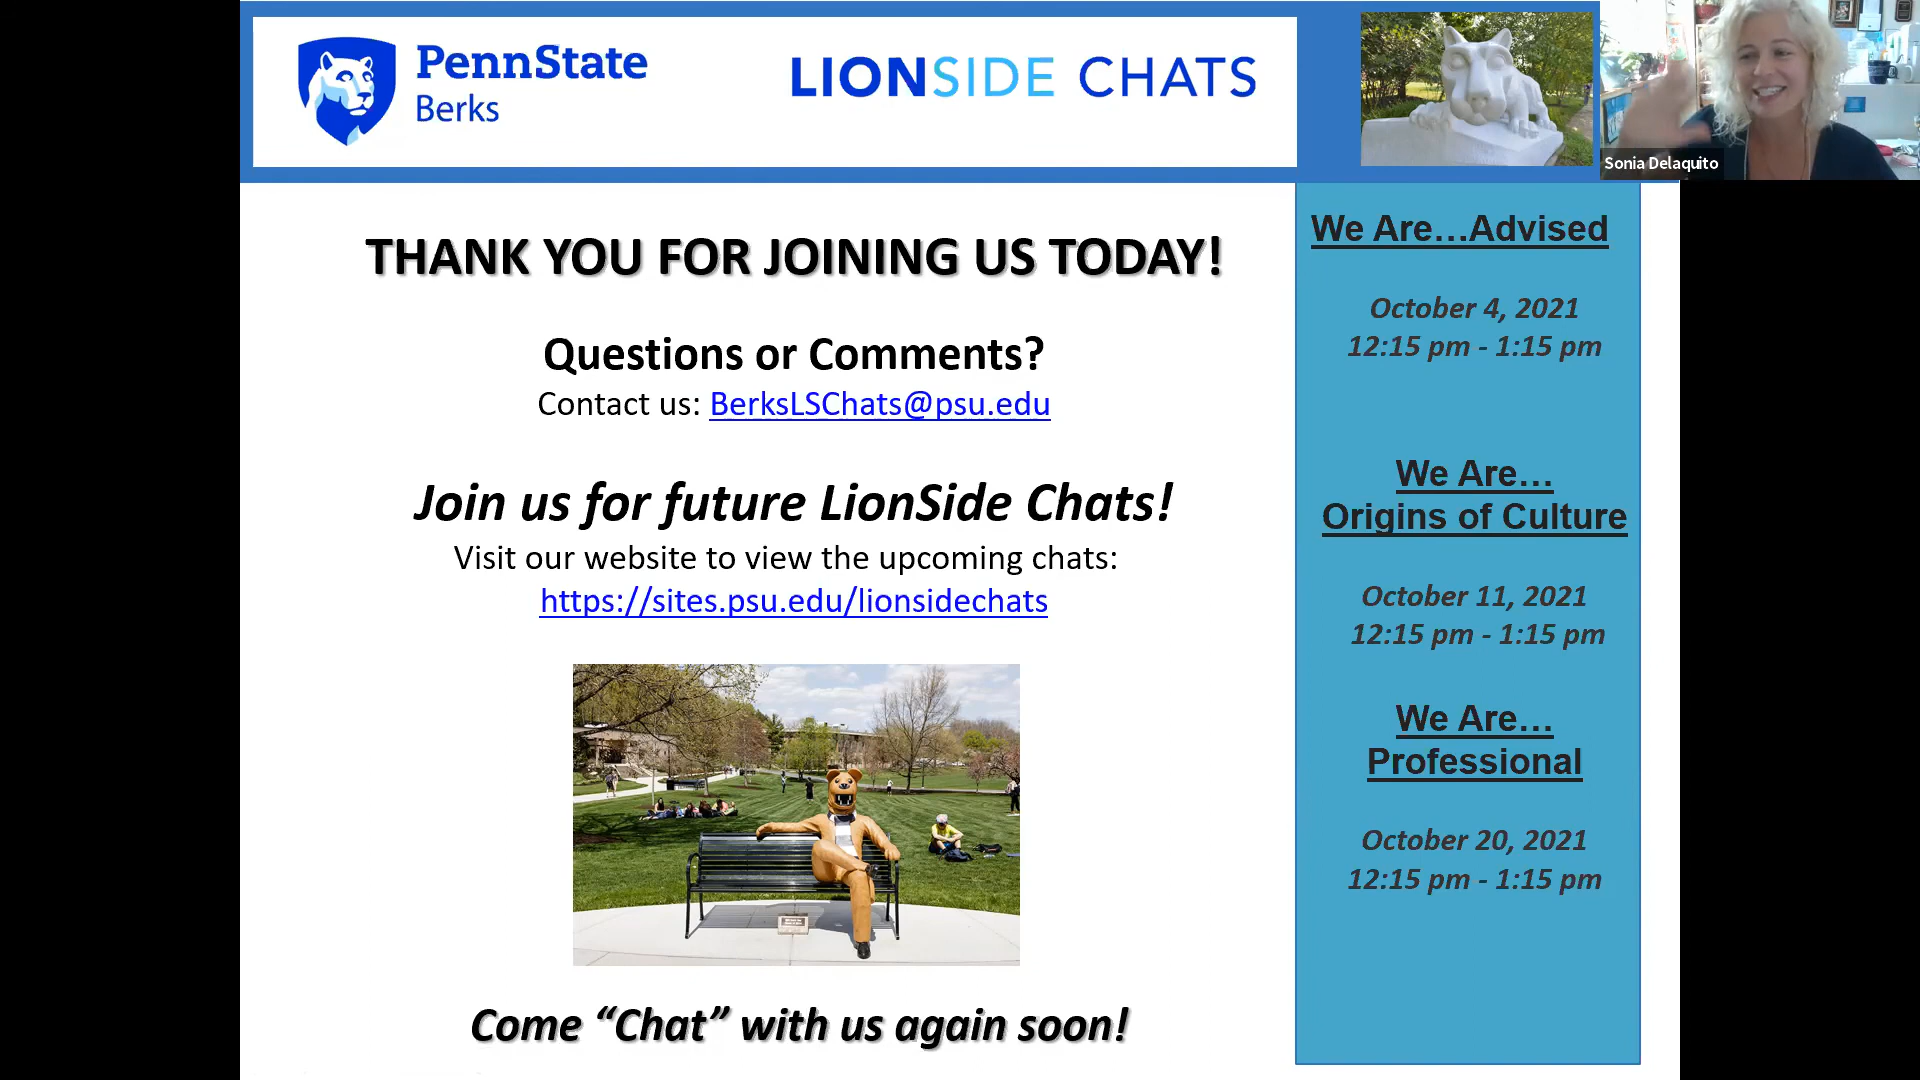 PennState
Berks
LIONSIDE CHATS
Sonia Delaquito
THANK YOU FOR JOINING US TODAY!
Questions or Comments?
Contact us: BerksLSChats@psu.edu
Join us for future LionSide Chats!
Visit our website to view the upcoming chats:
https://sites.psu.edu/lionsidechats
Come “Chat” with us again soon!
We Are...Advised
October 4, 2021
12:15 pm - 1:15 pm
We Are...
Origins of Culture
October 11, 2021
12:15 pm - 1:15 pm
We Are...
Professional
October 20, 2021
12:15 pm - 1:15 pm